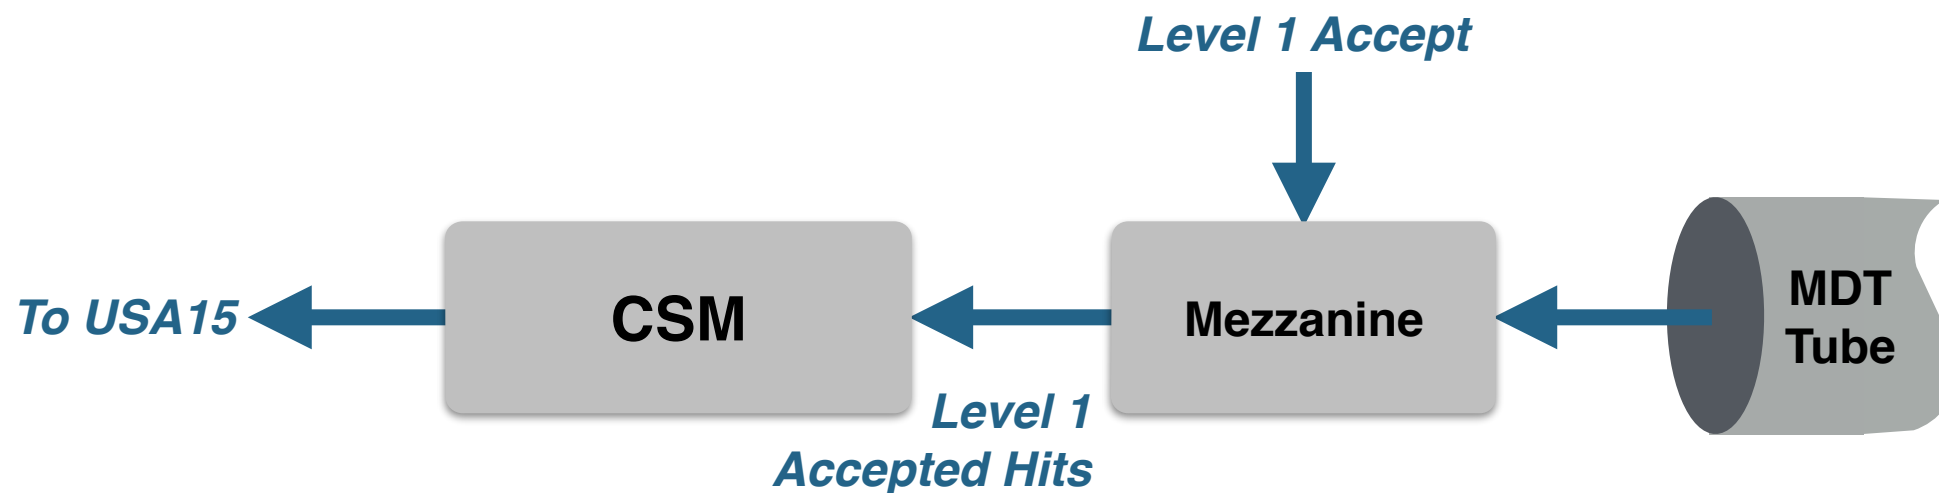 Level 1 Accept
To USA15
CSM
Mezzanine
MDT
Tube
Level 1
Accepted Hits